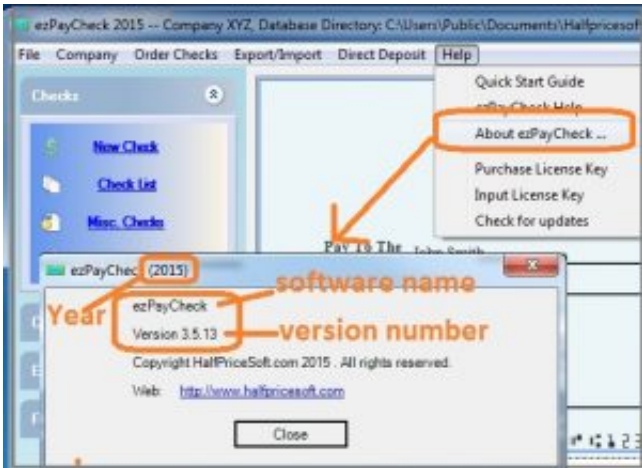 ezPayCheck 2015 -- Company XYZ, Database Directory: C:\Users\Public\Documents\Halfpricesoft
File Company Order Checks Export/Import Direct Deposit Help
Checks
New Check
Check List
Misc. Checks
Quick Start Guide
ezPayCheck Help
About ezPayCheck ...
Purchase License Key
Input License Key
Check for updates
Pay To The John Smith
ezPayChec (2015)
Year
software name
ezPayCheck
Version 3.5.13
version number
Copyright HalfPriceSoft.com 2015 . All rights reserved.
Web: http://www.halfpricesoft.com
Close